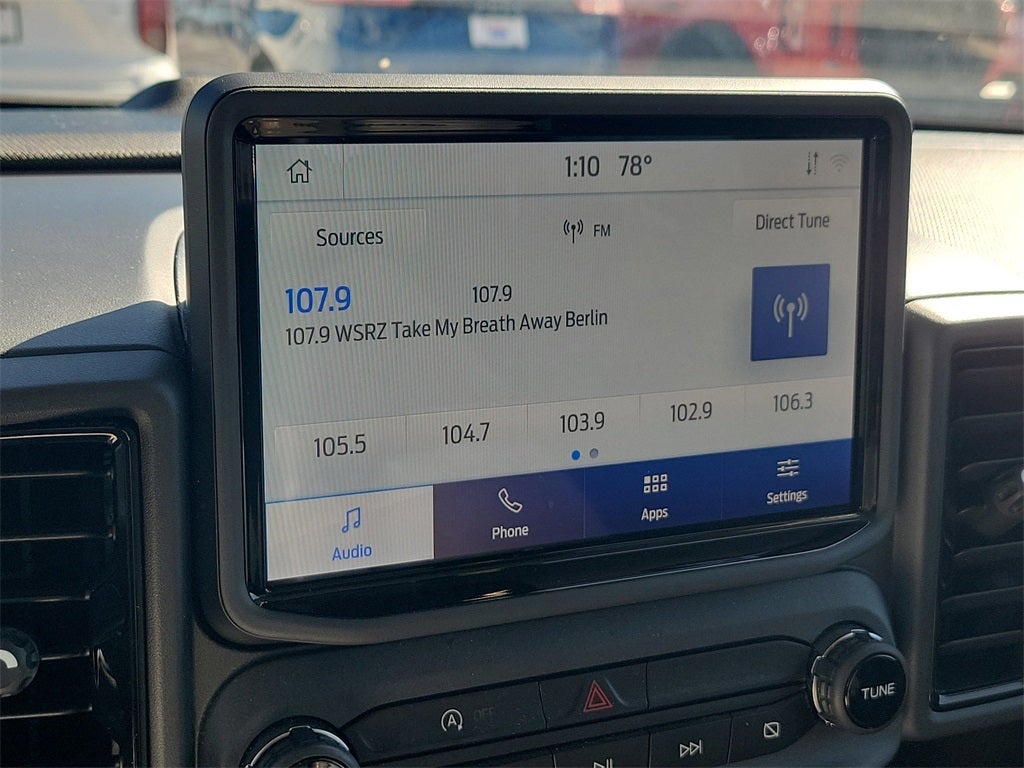 1:10 78°
Sources
FM
Direct Tune
107.9
107.9
107.9 WSRZ Take My Breath Away Berlin
105.5 104.7 103.9 102.9 106.3
Audio
Phone
Apps
Settings
A OFF
TUNE